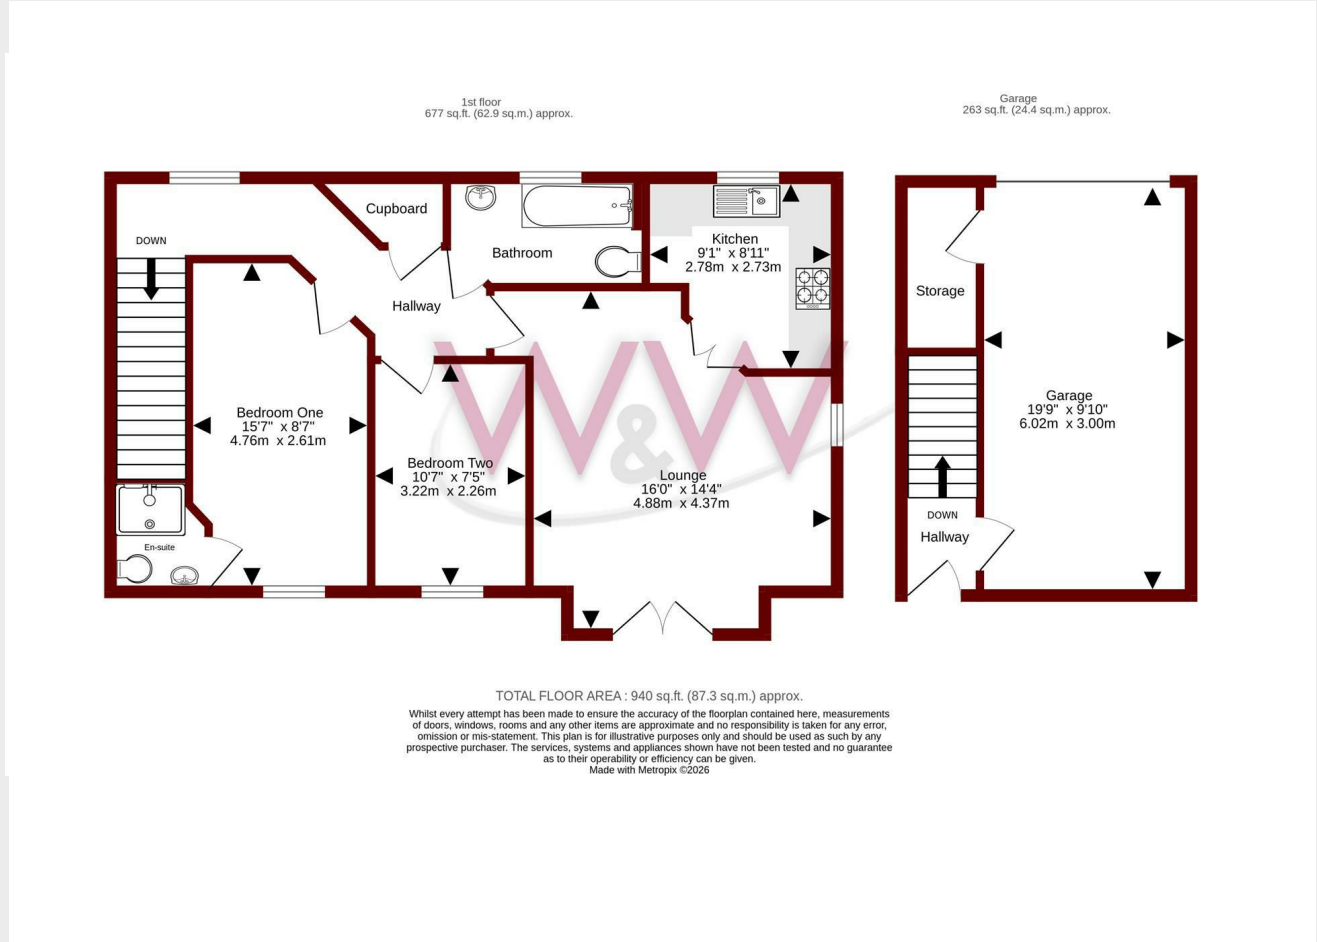 1st floor
677 sq.ft. (62.9 sq.m.) approx.
Garage
263 sq.ft. (24.4 sq.m.) approx.
DOWN
Cupboard
Bathroom
Kitchen
9'1" x 8'11"
2.78m x 2.73m
Hallway
Bedroom One
15'7" x 8'7"
4.76m x 2.61m
Bedroom Two
10'7" x 7'5"
3.22m x 2.26m
Lounge
16'0" x 14'4"
4.88m x 4.37m
En-suite
W&W
Storage
Garage
19'9" x 9'10"
6.02m x 3.00m
DOWN
Hallway
TOTAL FLOOR AREA : 940 sq.ft. (87.3 sq.m.) approx.
Whilst every attempt has been made to ensure the accuracy of the floorplan contained here, measurements
of doors, windows, rooms and any other items are approximate and no responsibility is taken for any error,
omission or mis-statement. This plan is for illustrative purposes only and should be used as such by any
prospective purchaser. The services, systems and appliances shown have not been tested and no guarantee
as to their operability or efficiency can be given.
Made with Metropix ©2026